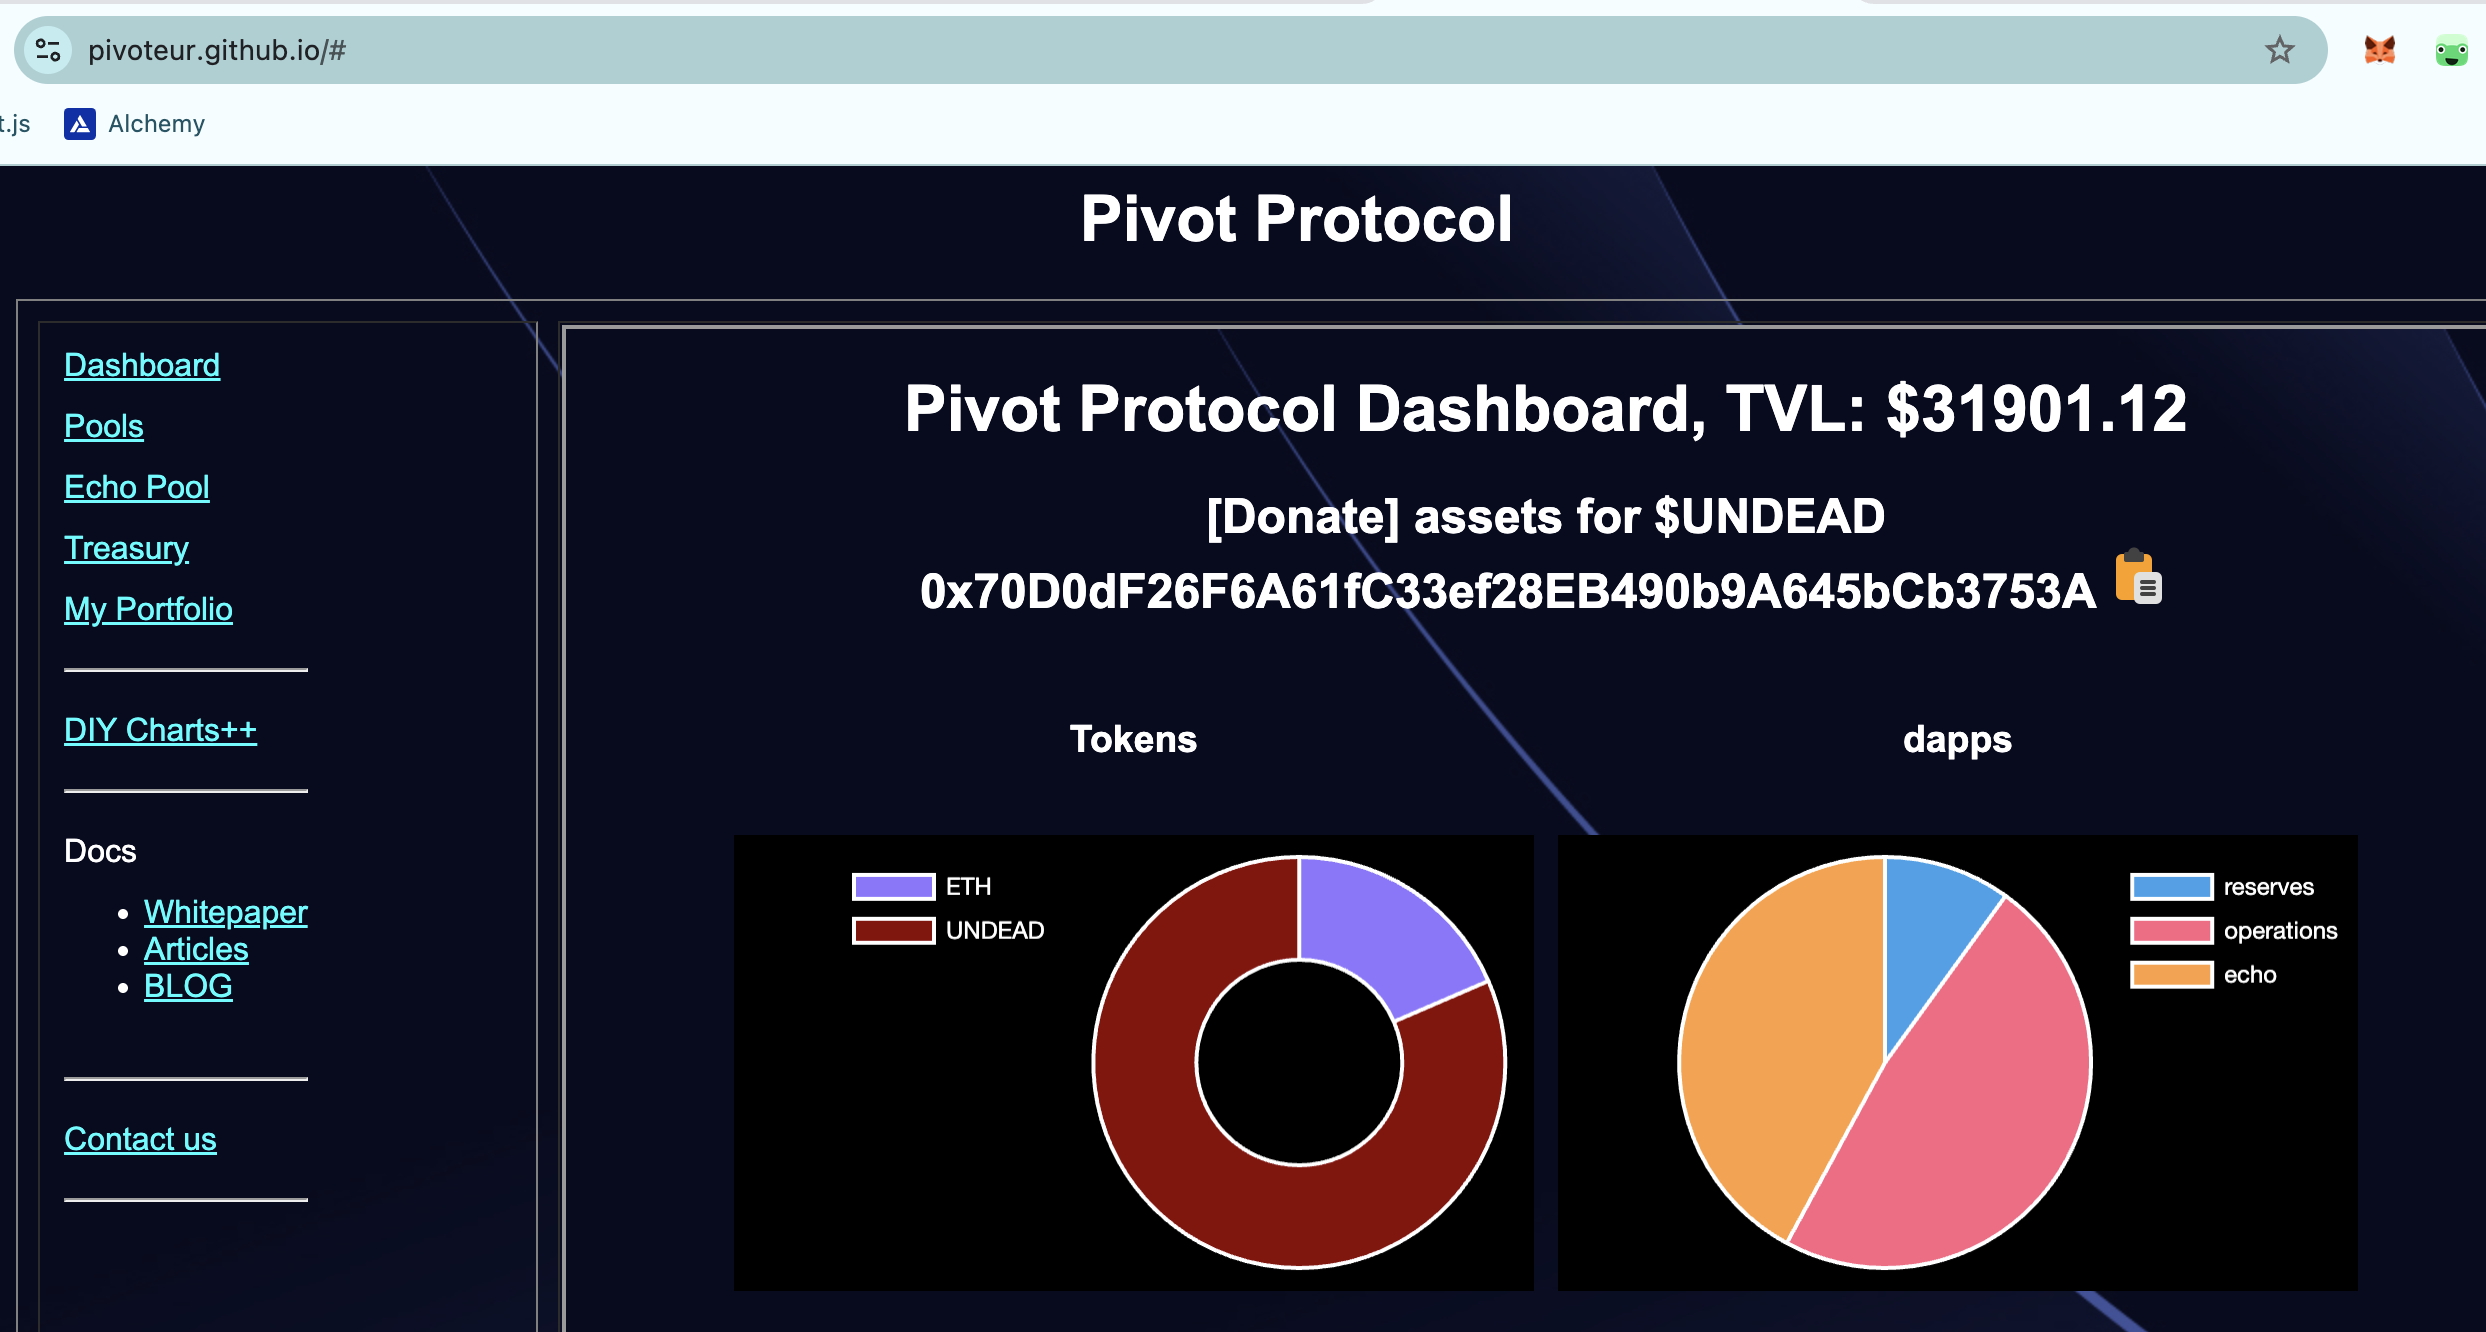 pivoteur.github.io/#
t.js
Alchemy
Pivot Protocol
Dashboard
Pools
Echo Pool
Treasury
My Portfolio
DIY Charts++
Docs
Whitepaper
Articles
BLOG
Contact us
Pivot Protocol Dashboard, TVL: $31901.12
[Donate] assets for $UNDEAD
0x70D0dF26F6A61fC33ef28EB490b9A645bCb3753A
Tokens
ETH
UNDEAD
dapps
reserves
operations
echo